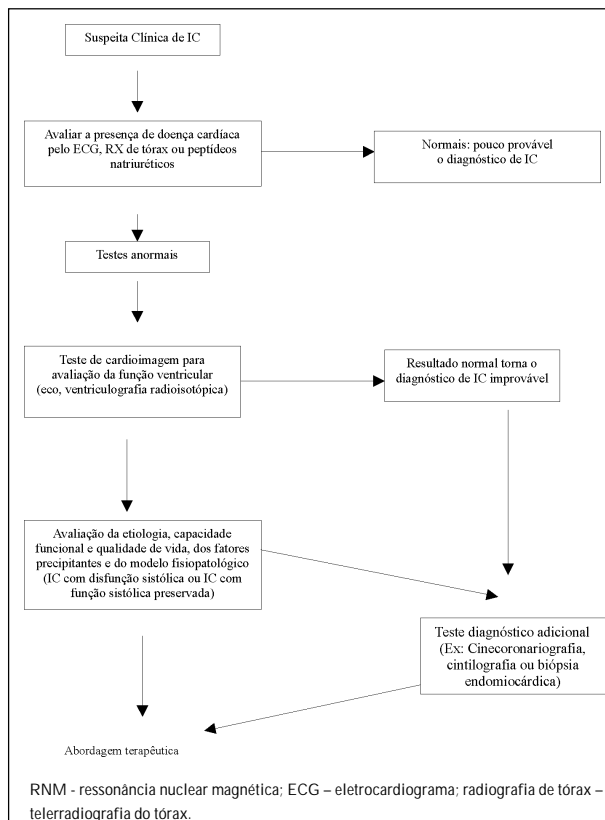 Suspeita Clínica de IC
Avaliar a presença de doença cardíaca
pelo ECG, RX de tórax ou peptídeos
natriuréticos
Normais: pouco provável
o diagnóstico de IC
Testes anormais
Teste de cardioimagem para
avaliação da função ventricular
(eco, ventriculografia radioisotópica)
Resultado normal torna o
diagnóstico de IC improvável
Avaliação da etiologia, capacidade
funcional e qualidade de vida, dos fatores
precipitantes e do modelo fisiopatológico
(IC com disfunção sistólica ou IC com
função sistólica preservada)
Teste diagnóstico adicional
(Ex: Cinecoronariografia,
cintilografia ou biópsia
endomiocárdica)
Abordagem terapêutica
RNM - ressonância nuclear magnética; ECG – eletrocardiograma; radiografia de tórax –
telerradiografia do tórax.